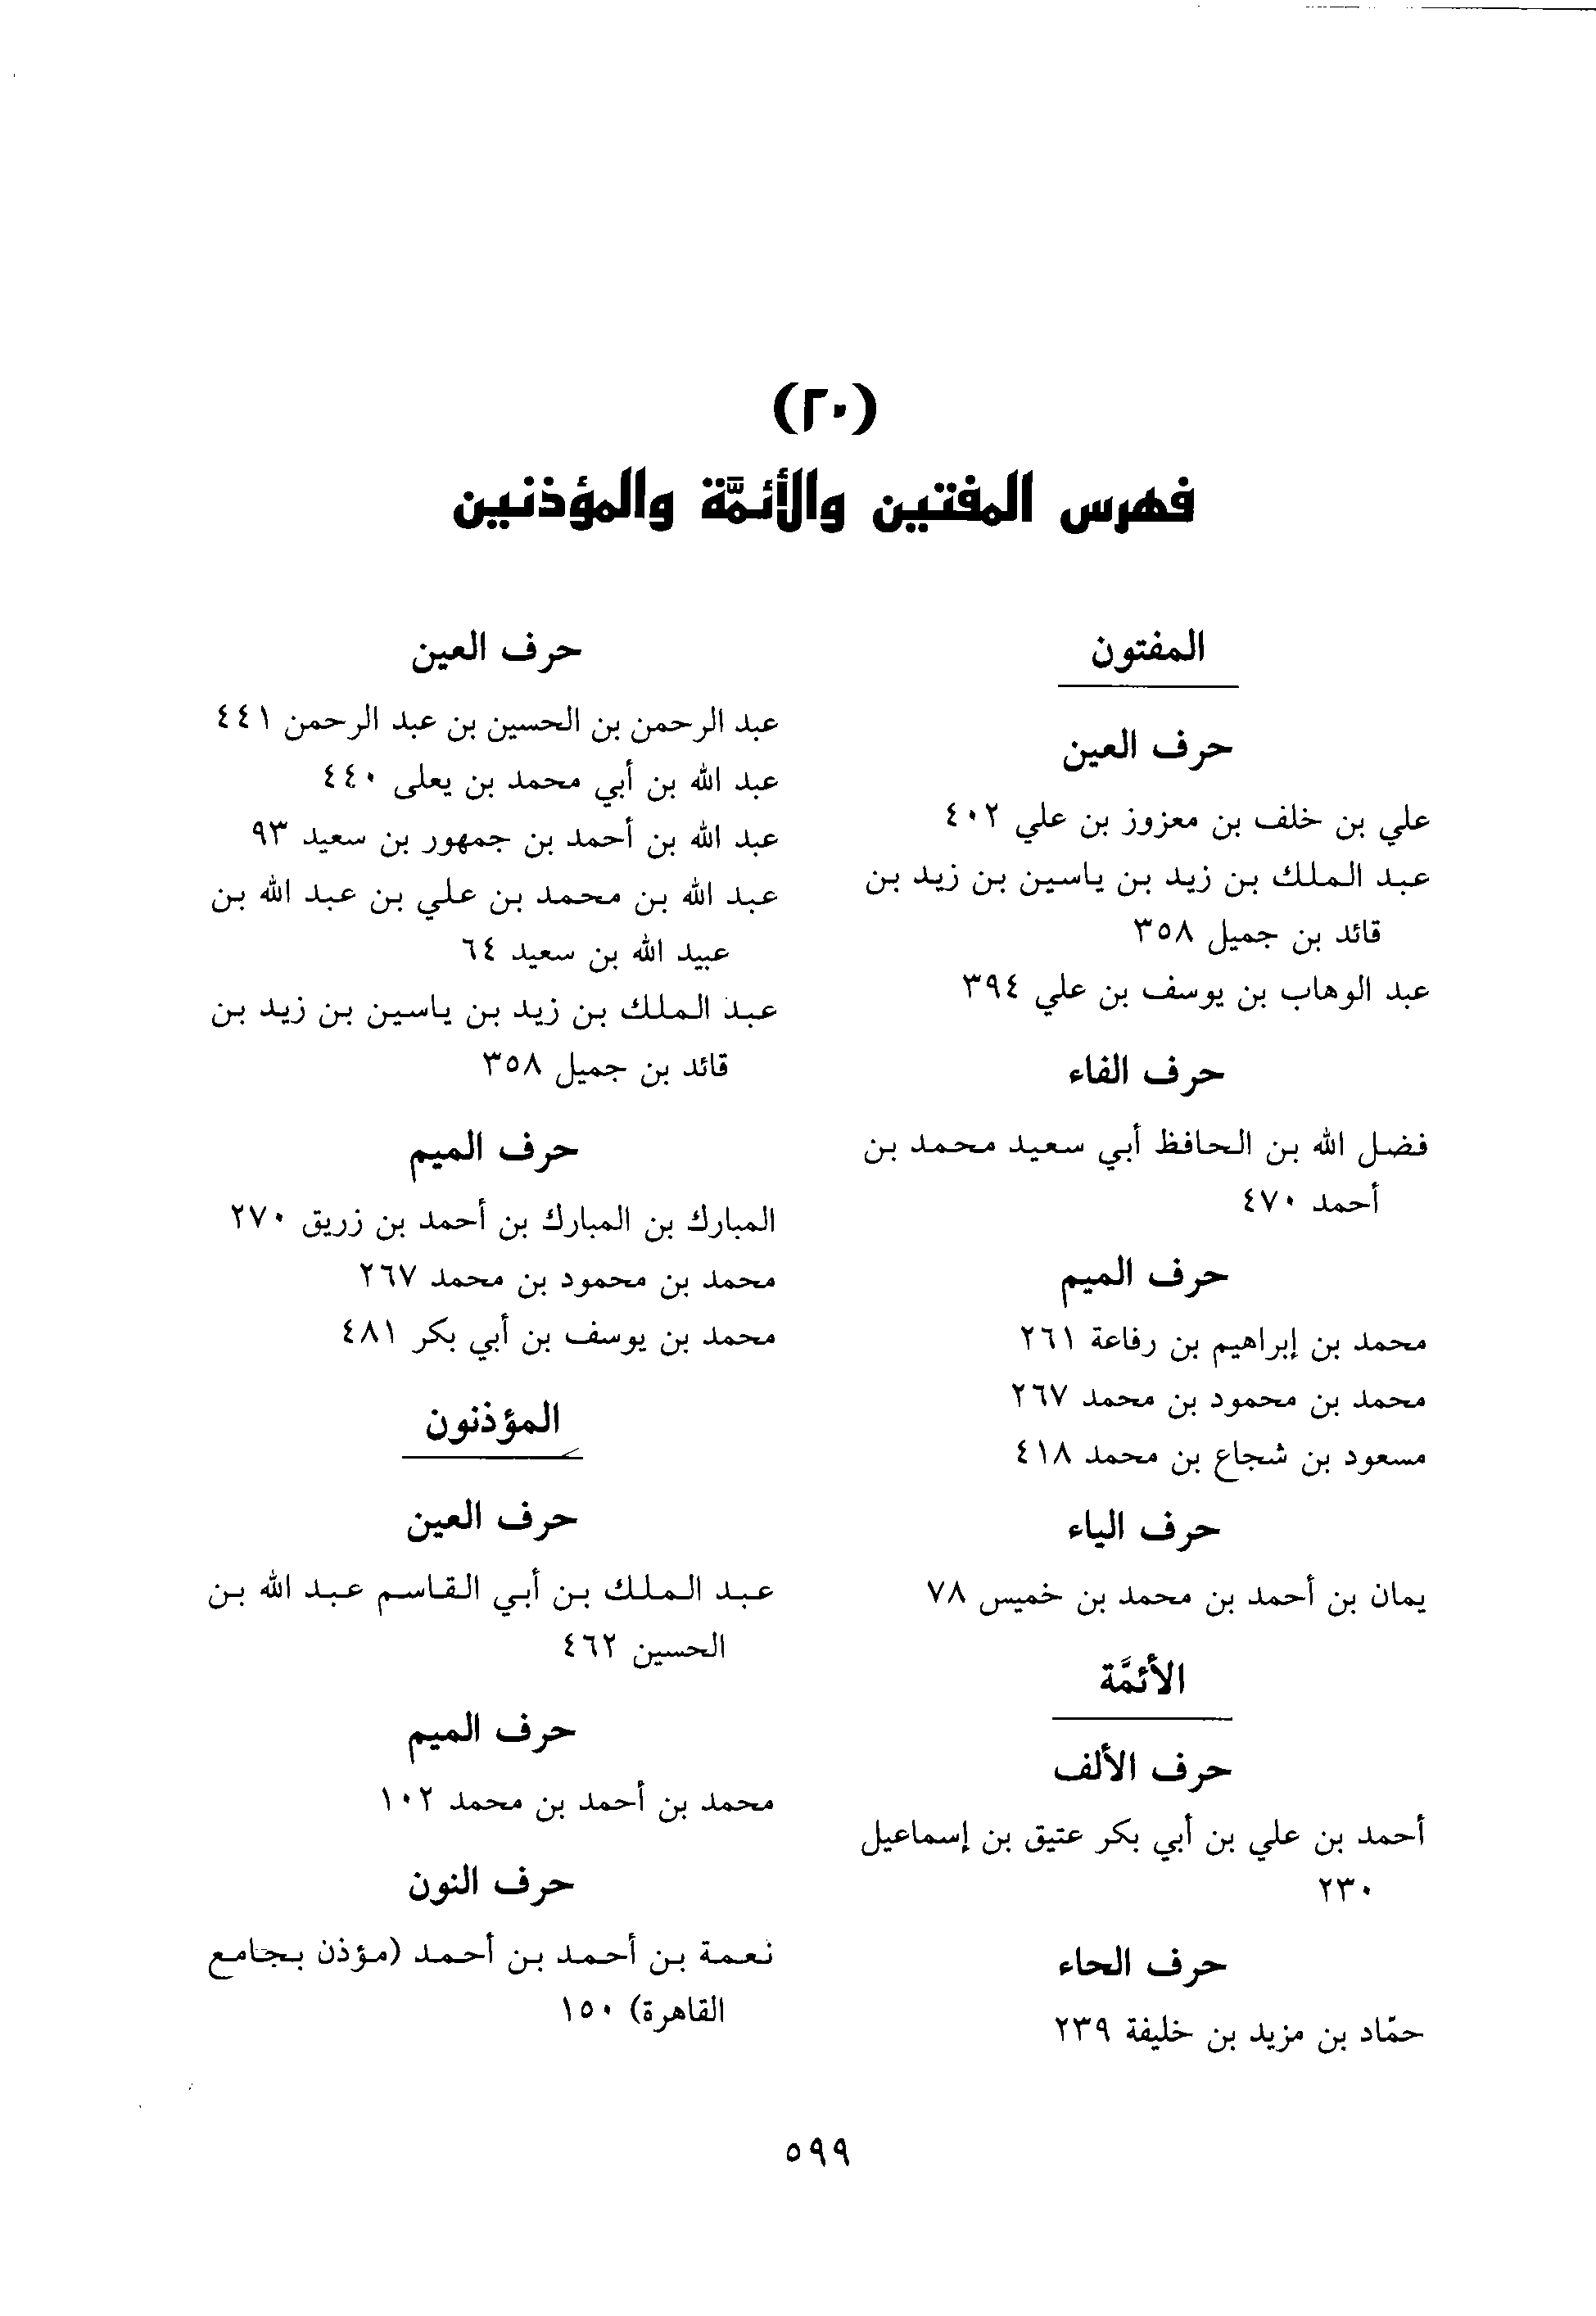 (٢٠)
فهرس المفتين والأئمَّة والمؤذنين
المفتون
حرف العين
علي بن خلف بن معزوز بن علي ٤٠٢
عبد الملك بن زيد بن ياسين بن زيد بن
قائد بن جميل ٣٥٨
عبد الوهاب بن يوسف بن علي ٣٩٤
حرف الفاء
فضل الله بن الحافظ أبي سعيد محمد بن
أحمد ٤٧٠
حرف الميم
محمد بن إبراهيم بن رفاعة ٢٦١
محمد بن محمود بن محمد ٢٦٧
مسعود بن شجاع بن محمد ٤١٨
حرف الياء
يمان بن أحمد بن محمد بن خميس ٧٨
الأئمَّة
حرف الألف
أحمد بن علي بن أبي بكر عتيق بن إسماعيل
٢٣٠
حرف الحاء
حمّاد بن مزيد بن خليفة ٢٣٩
حرف العين
عبد الرحمن بن الحسين بن عبد الرحمن ٤٤١
عبد الله بن أبي محمد بن يعلى ٤٤٠
عبد الله بن أحمد بن جمهور بن سعيد ٩٣
عبد الله بن محمد بن علي بن عبد الله بن
عبيد الله بن سعيد ٦٤
عبد الملك بن زيد بن ياسين بن زيد بن
قائد بن جميل ٣٥٨
حرف الميم
المبارك بن المبارك بن أحمد بن زريق ٢٧٠
محمد بن محمود بن محمد ٢٦٧
محمد بن يوسف بن أبي بكر ٤٨١
المؤذنون
حرف العين
عبد الملك بن أبي القاسم عبد الله بن
الحسين ٤٦٢
حرف الميم
محمد بن أحمد بن محمد ١٠٢
حرف النون
نعمة بن أحمد بن أحمد (مؤذن بجامع
القاهرة) ١٥٠
٥٩٩